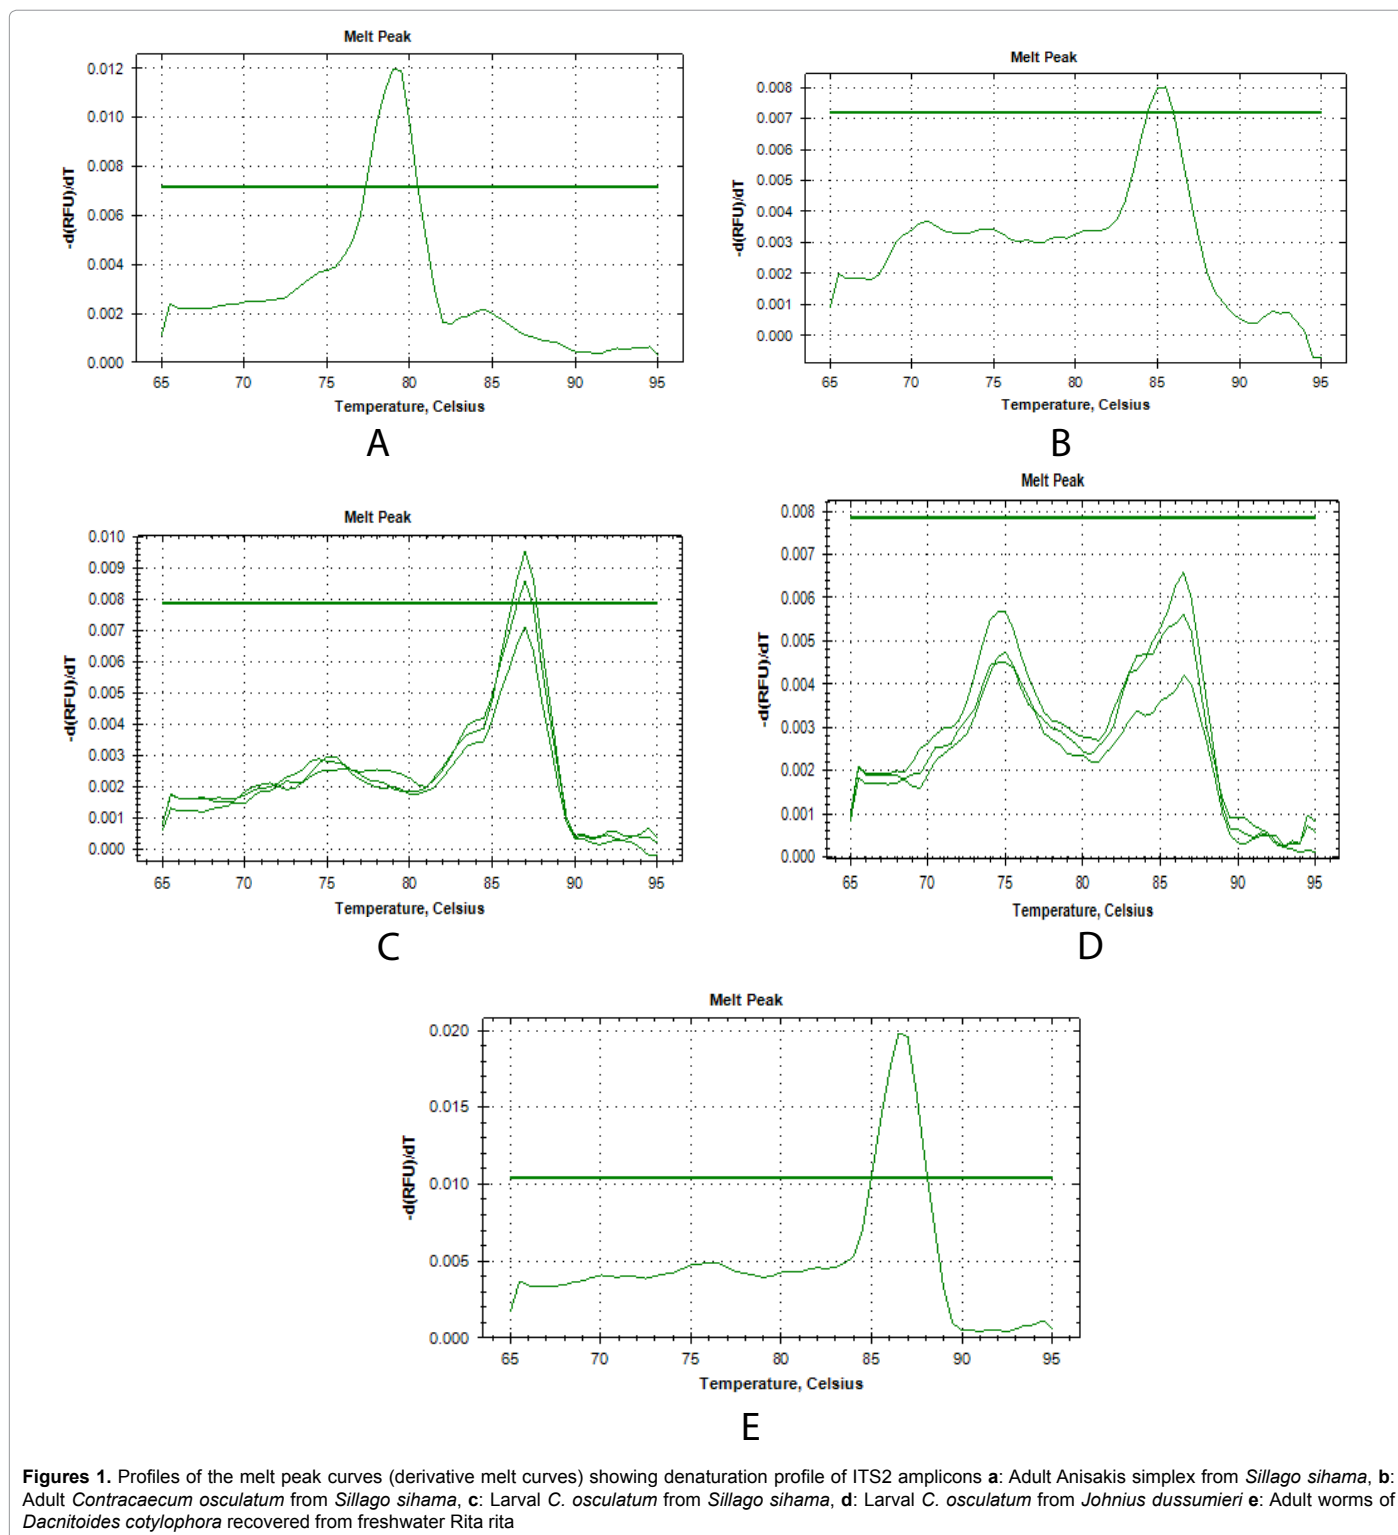 Melt Peak
-d(RFU)/dT
0.012
0.010
0.008
0.006
0.004
0.002
0.000
65 70 75 80 85 90 95
Temperature, Celsius
A
Melt Peak
-d(RFU)/dT
0.008
0.007
0.006
0.005
0.004
0.003
0.002
0.001
0.000
65 70 75 80 85 90 95
Temperature, Celsius
B
Melt Peak
-d(RFU)/dT
0.010
0.009
0.008
0.007
0.006
0.005
0.004
0.003
0.002
0.001
0.000
65 70 75 80 85 90 95
Temperature, Celsius
C
Melt Peak
-d(RFU)/dT
0.008
0.007
0.006
0.005
0.004
0.003
0.002
0.001
0.000
65 70 75 80 85 90 95
Temperature, Celsius
D
Melt Peak
-d(RFU)/dT
0.020
0.015
0.010
0.005
0.000
65 70 75 80 85 90 95
Temperature, Celsius
E
Figures 1. Profiles of the melt peak curves (derivative melt curves) showing denaturation profile of ITS2 amplicons a: Adult Anisakis simplex from Sillago sihama, b:
Adult Contracaecum osculatum from Sillago sihama, c: Larval C. osculatum from Sillago sihama, d: Larval C. osculatum from Johnius dussumieri e: Adult worms of
Dacnitoides cotylophora recovered from freshwater Rita rita